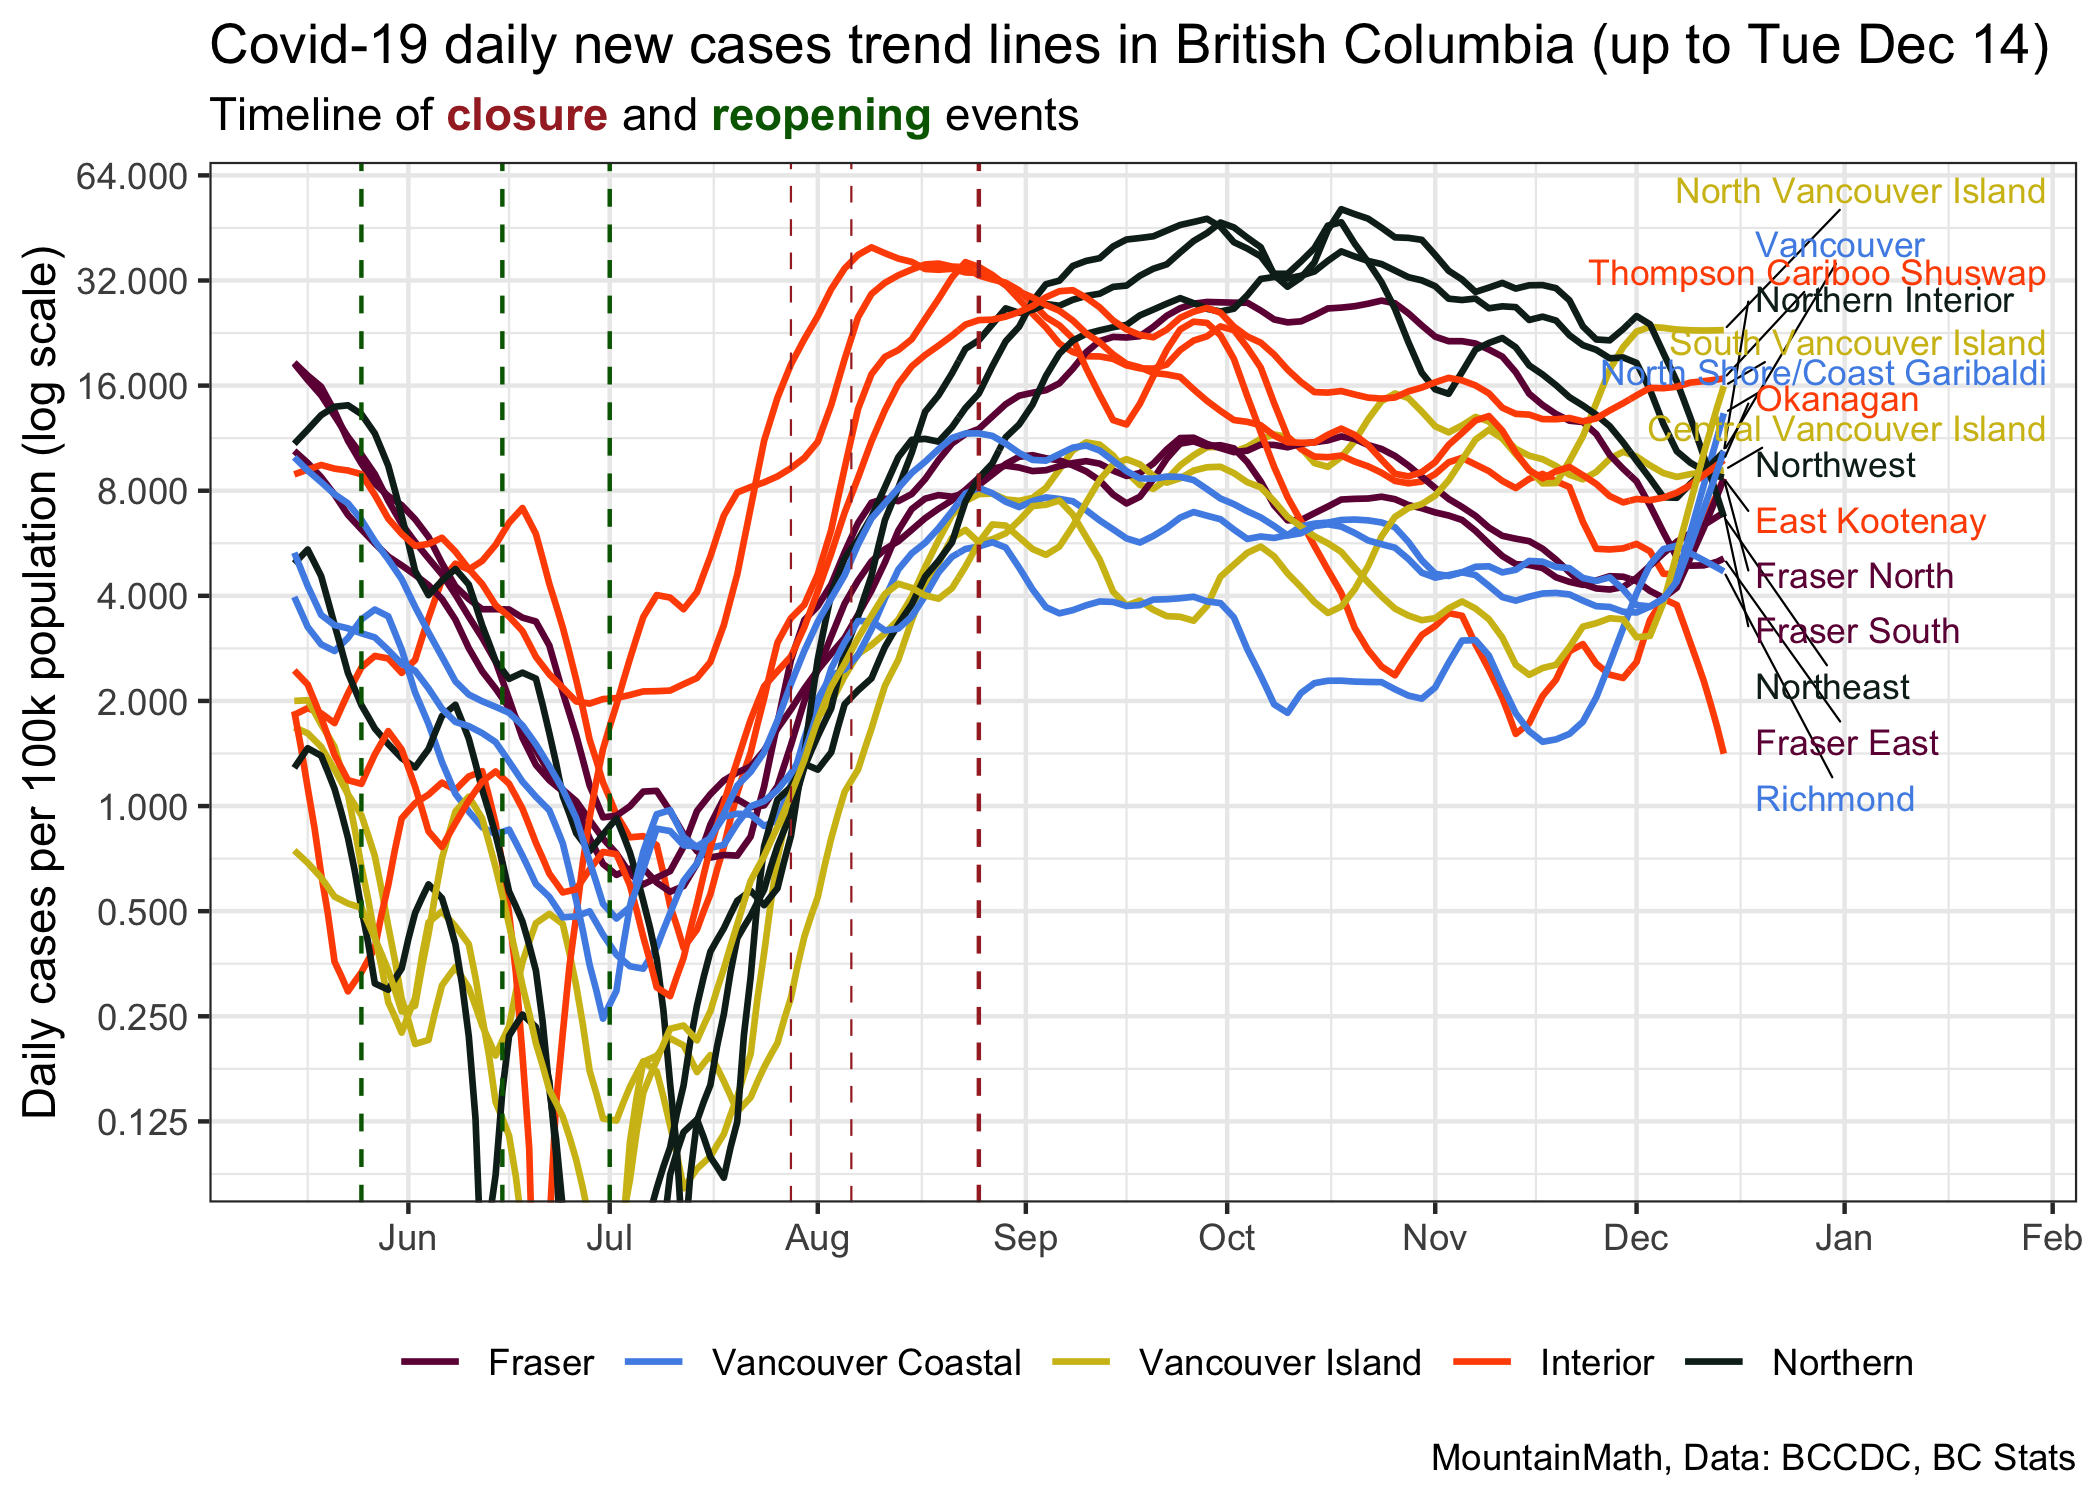 Covid-19 daily new cases trend lines in British Columbia (up to Tue Dec 14)
Timeline of closure and reopening events
Daily cases per 100k population (log scale)
64.000
32.000
16.000
8.000
4.000
2.000
1.000
0.500
0.250
0.125
North Vancouver Island
Vancouver
Thompson Cariboo Shuswap
Northern Interior
South Vancouver Island
North Shore/Coast Garibaldi
Okanagan
Central Vancouver Island
Northwest
East Kootenay
Fraser North
Fraser South
Northeast
Fraser East
Richmond
Jun Jul Aug Sep Oct Nov Dec Jan Feb
Fraser Vancouver Coastal Vancouver Island Interior Northern
MountainMath, Data: BCCDC, BC Stats